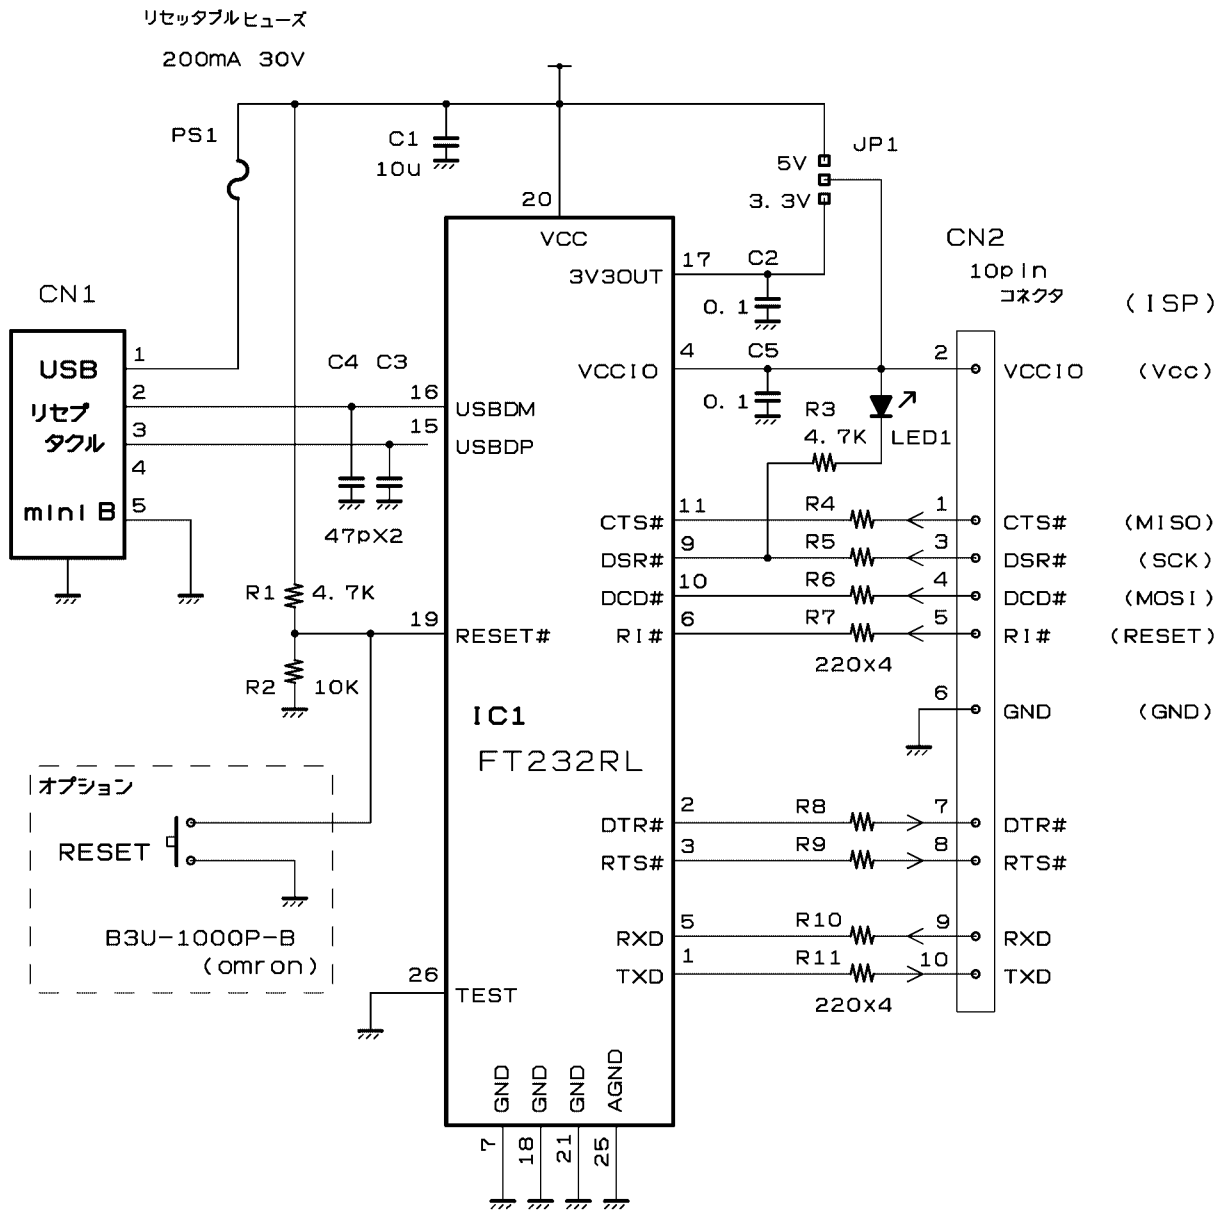 リセッタブルヒューズ
200mA 30V
PS1
C1
10u
JP1
5V
3.3V
20
VCC
CN2
10pin
コネクタ
(ISP)
3V3OUT
17
C2
0.1
CN1
USB
リセプ
タクル
mini B
1
2
3
4
5
C4 C3
47pX2
16
USBDM
15
USBDP
VCCIO
4
C5
0.1
2
VCCIO
(Vcc)
R3
4.7K
LED1
CTS#
11
R4
1
CTS#
(MISO)
DSR#
9
R5
3
DSR#
(SCK)
DCD#
10
R6
4
DCD#
(MOSI)
RI#
6
R7
5
RI#
(RESET)
220x4
R1
4.7K
19
RESET#
R2
10K
6
GND
(GND)
IC1
FT232RL
オプション
RESET
B3U-1000P-B
(omron)
DTR#
2
R8
7
DTR#
RTS#
3
R9
8
RTS#
RXD
5
R10
9
RXD
TXD
1
R11
10
TXD
220x4
26
TEST
GND
GND
GND
AGND
7
18
21
25